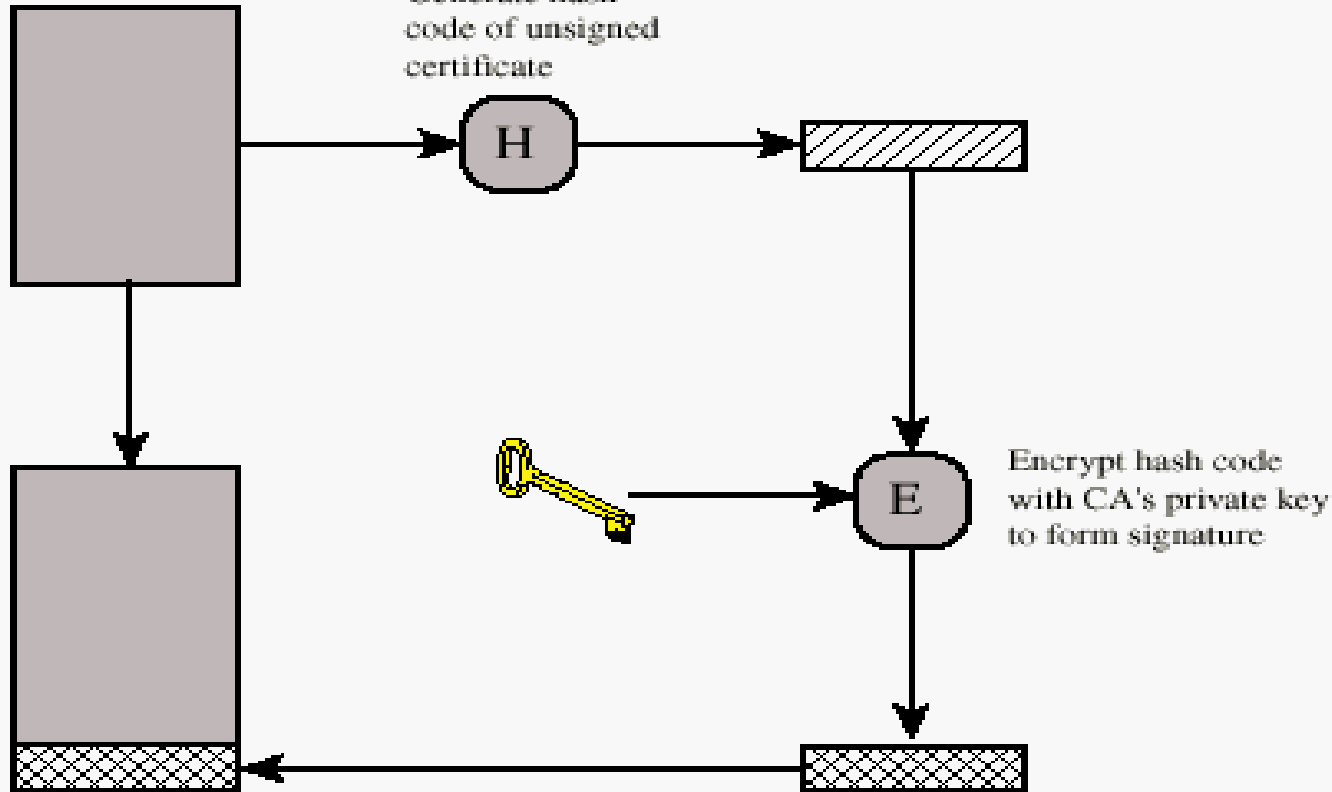 code of unsigned
certificate
H
E
Encrypt hash code
with CA's private key
to form signature